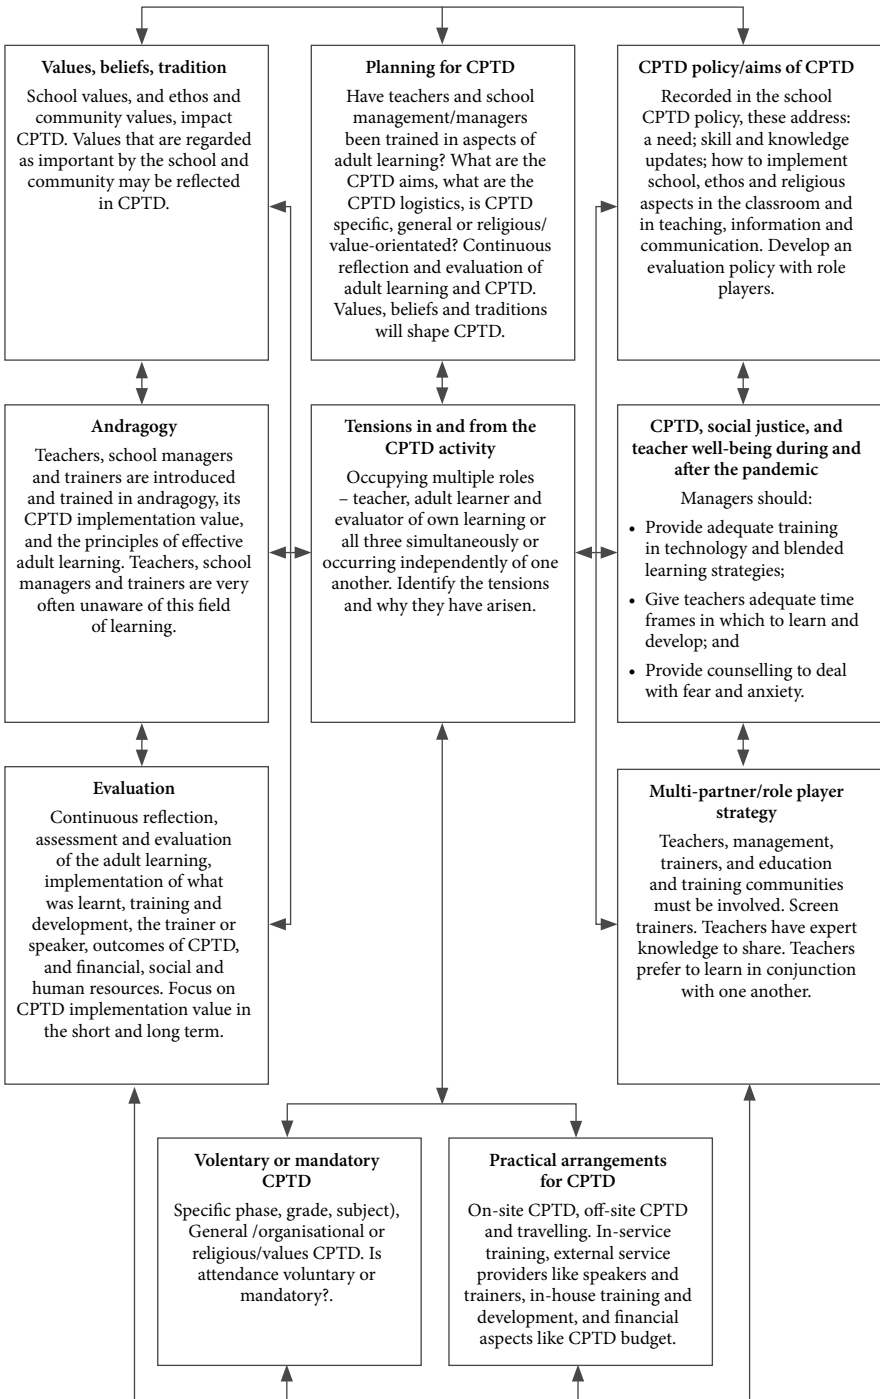 Values, beliefs, tradition
School values, and ethos and
community values, impact
CPTD. Values that are regarded
as important by the school and
community may be reflected
in CPTD.
Planning for CPTD
Have teachers and school
management/managers
been trained in aspects of
adult learning? What are the
CPTD aims, what are the
CPTD logistics, is CPTD
specific, general or religious/
value-orientated? Continuous
reflection and evaluation of
adult learning and CPTD.
Values, beliefs and traditions
will shape CPTD.
CPTD policy/aims of CPTD
Recorded in the school
CPTD policy, these address:
a need; skill and knowledge
updates; how to implement
school, ethos and religious
aspects in the classroom and
in teaching, information and
communication. Develop an
evaluation policy with role
players.
Andragogy
Teachers, school managers
and trainers are introduced
and trained in andragogy, its
CPTD implementation value,
and the principles of effective
adult learning. Teachers, school
managers and trainers are very
often unaware of this field
of learning.
Tensions in and from the
CPTD activity
Occupying multiple roles
– teacher, adult learner and
evaluator of own learning or
all three simultaneously or
occurring independently of one
another. Identify the tensions
and why they have arisen.
CPTD, social justice, and
teacher well-being during and
after the pandemic
Managers should:
• Provide adequate training
in technology and blended
learning strategies;
• Give teachers adequate time
frames in which to learn and
develop; and
• Provide counselling to deal
with fear and anxiety.
Evaluation
Continuous reflection,
assessment and evaluation
of the adult learning,
implementation of what
was learnt, training and
development, the trainer or
speaker, outcomes of CPTD,
and financial, social and
human resources. Focus on
CPTD implementation value in
the short and long term.
Multi-partner/role player
strategy
Teachers, management,
trainers, and education
and training communities
must be involved. Screen
trainers. Teachers have expert
knowledge to share. Teachers
prefer to learn in conjunction
with one another.
Voluntary or mandatory
CPTD
Specific phase, grade, subject),
General /organisational or
religious/values CPTD. Is
attendance voluntary or
mandatory?.
Practical arrangements
for CPTD
On-site CPTD, off-site CPTD
and travelling. In-service
training, external service
providers like speakers and
trainers, in-house training and
development, and financial
aspects like CPTD budget.